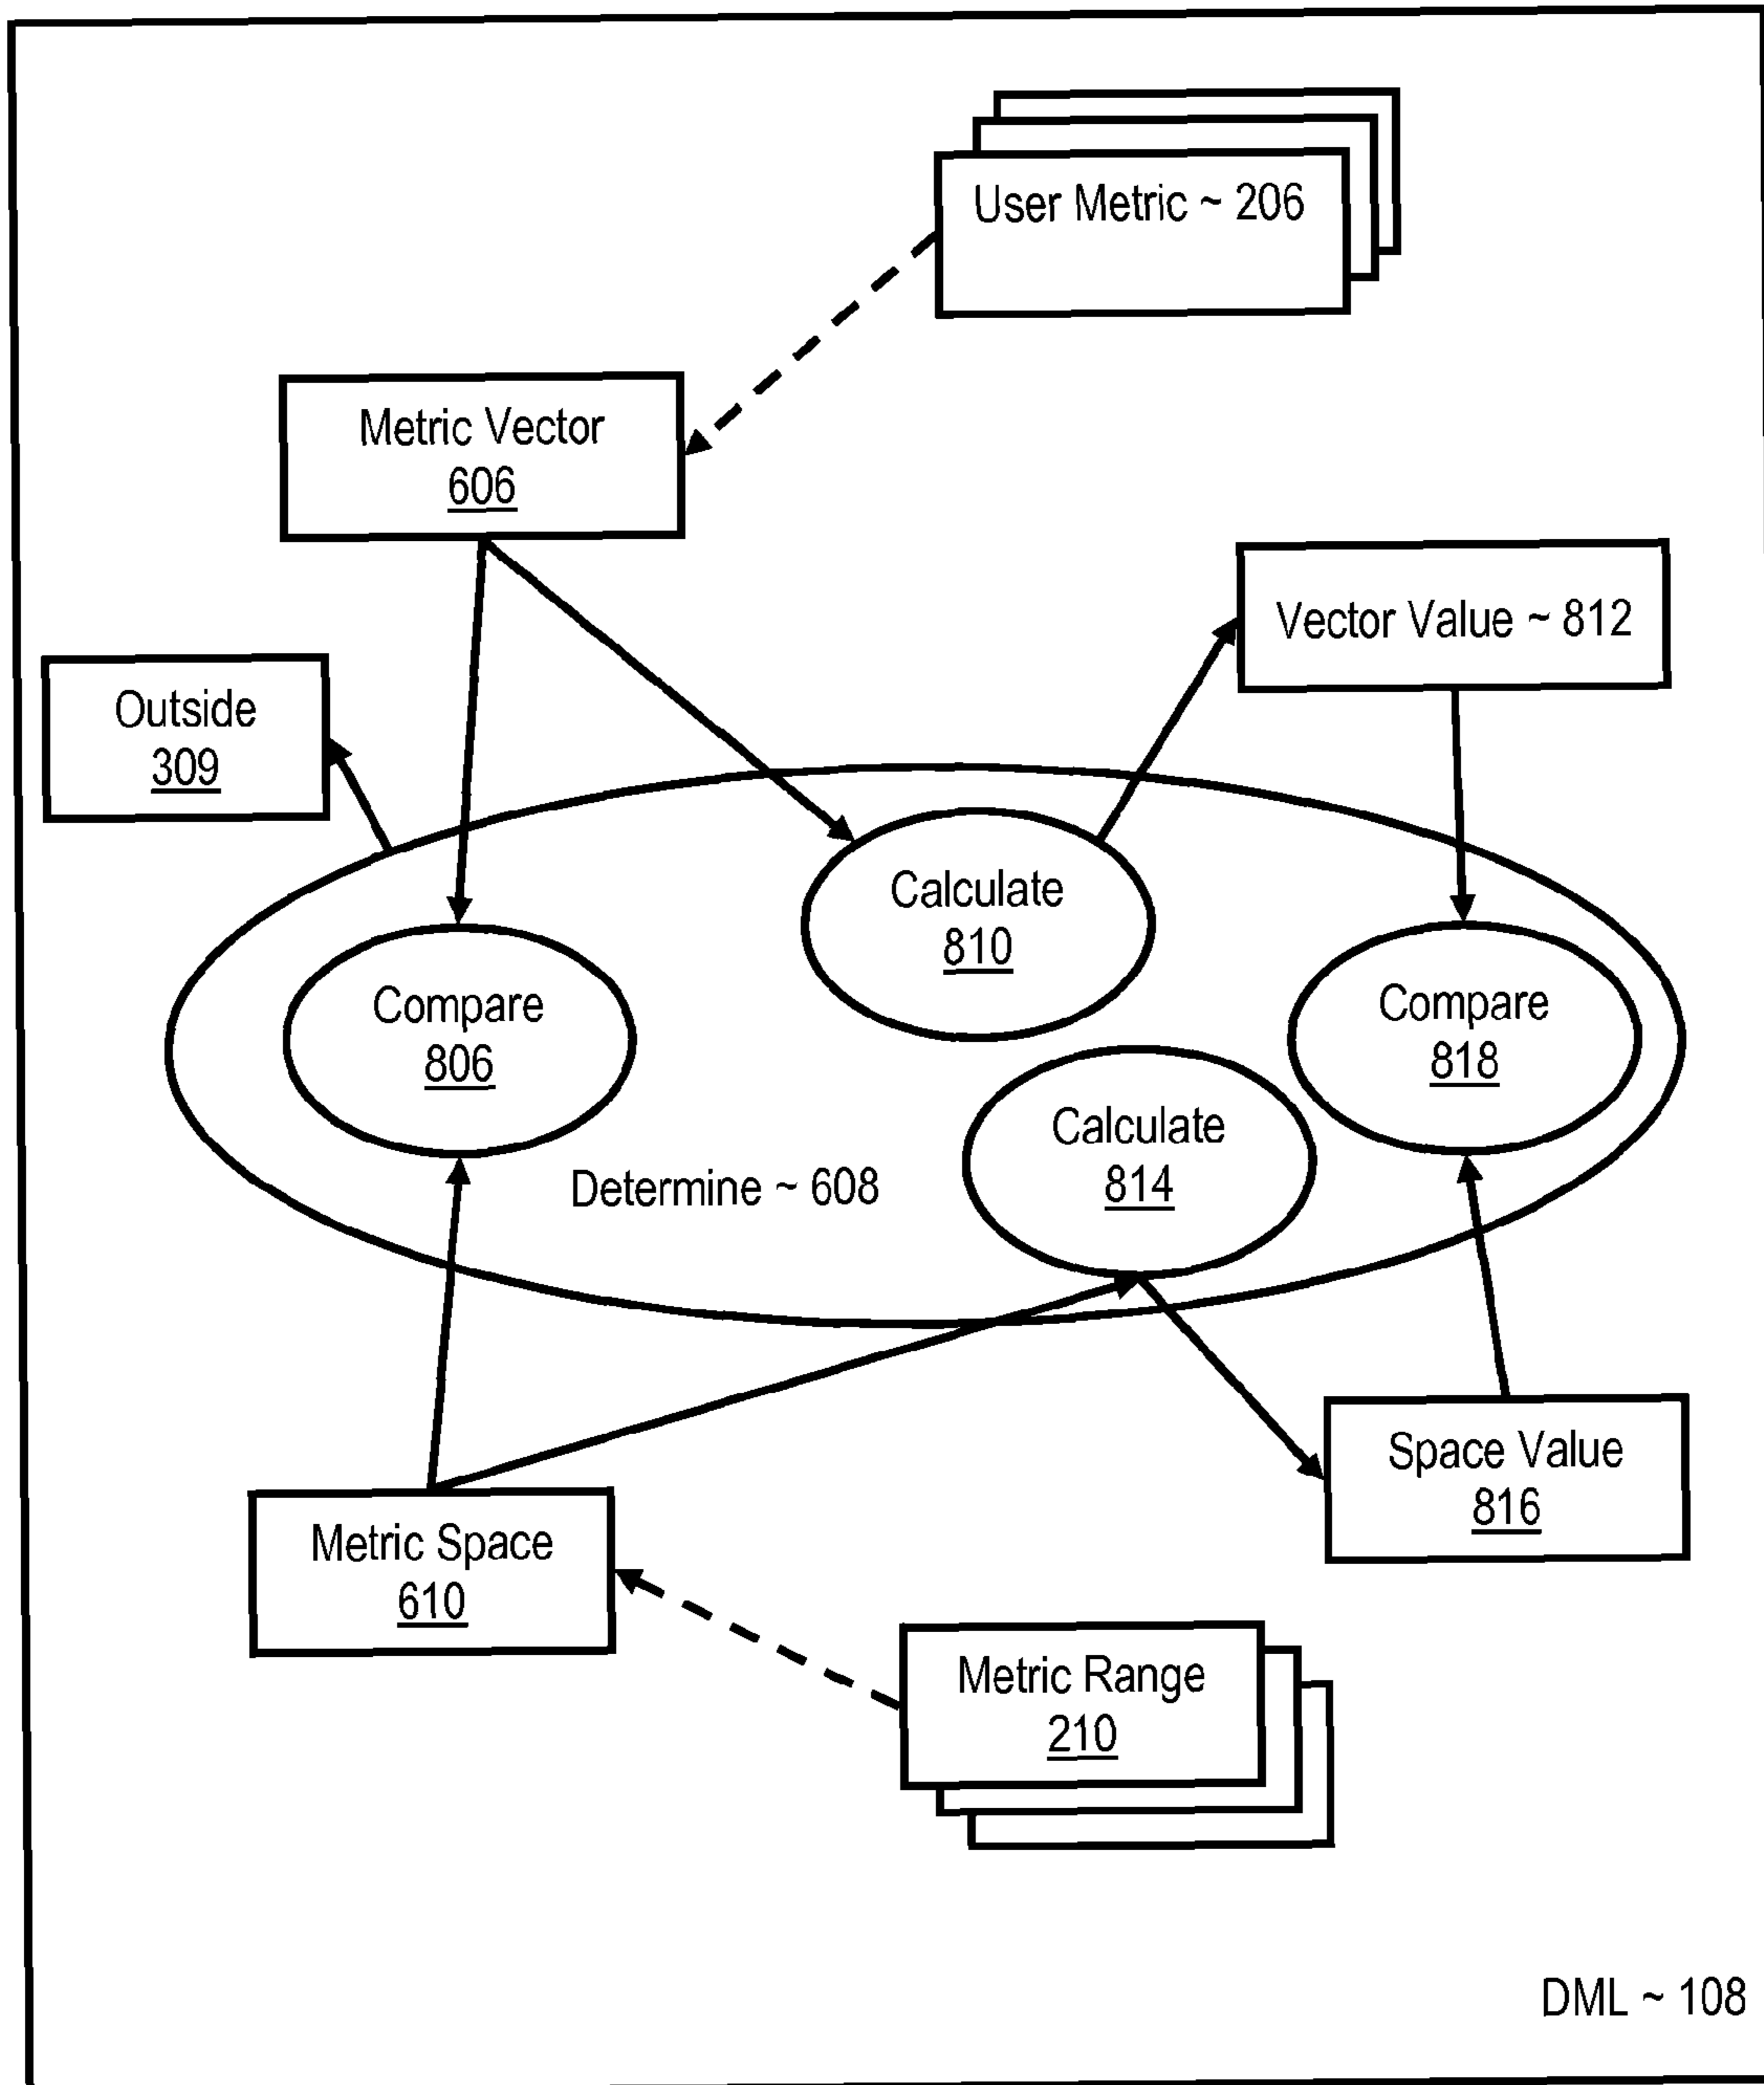 User Metric ~ 206
Metric Vector
606
Vector Value ~ 812
Outside
309
Calculate
810
Compare
806
Compare
818
Calculate
814
Determine ~ 608
Space Value
816
Metric Space
610
Metric Range
210
DML ~ 108